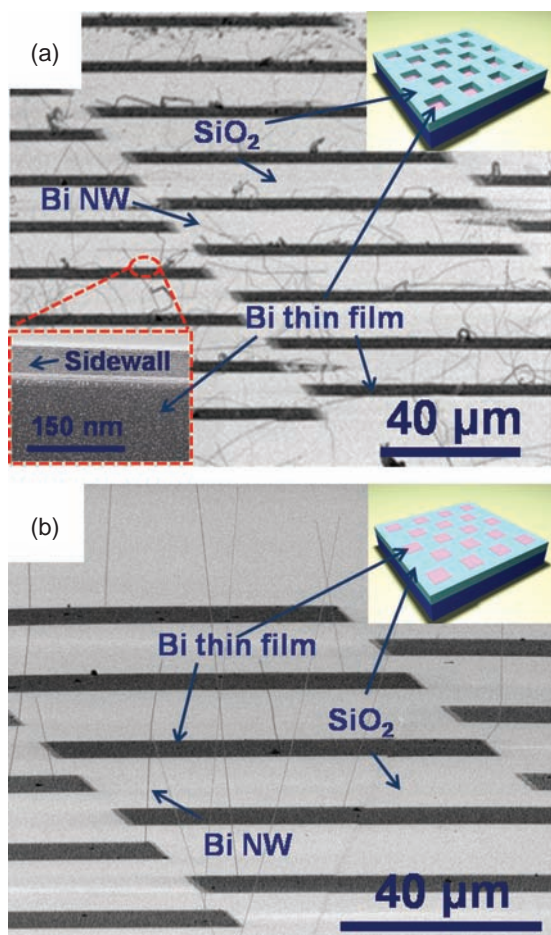 (a)
SiO₂
Bi NW
Bi thin film
Sidewall
150 nm
40 μm
(b)
Bi thin film
SiO₂
Bi NW
40 μm